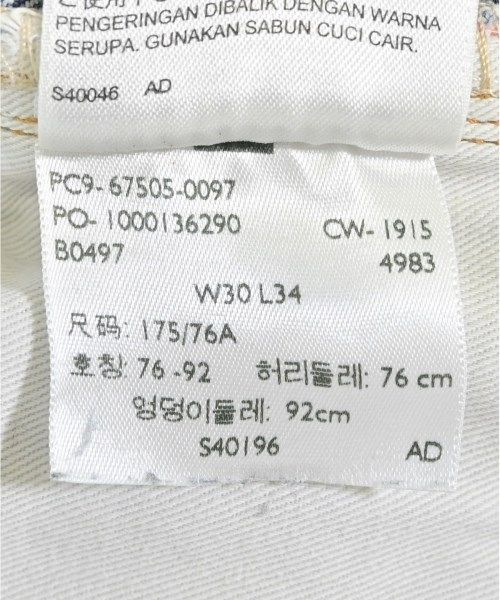 PENGERINGAN DIBALIK DENGAN WARNA
SERUPA. GUNAKAN SABUN CUCI CAIR.
S40046 AD
PC9- 67505-0097
PO- 1000136290 CW- 1915
B0497 4983
W30 L34
尺码: 175/76A
호칭: 76 -92 허리둘레: 76 cm
엉덩이둘레: 92cm
S40196 AD